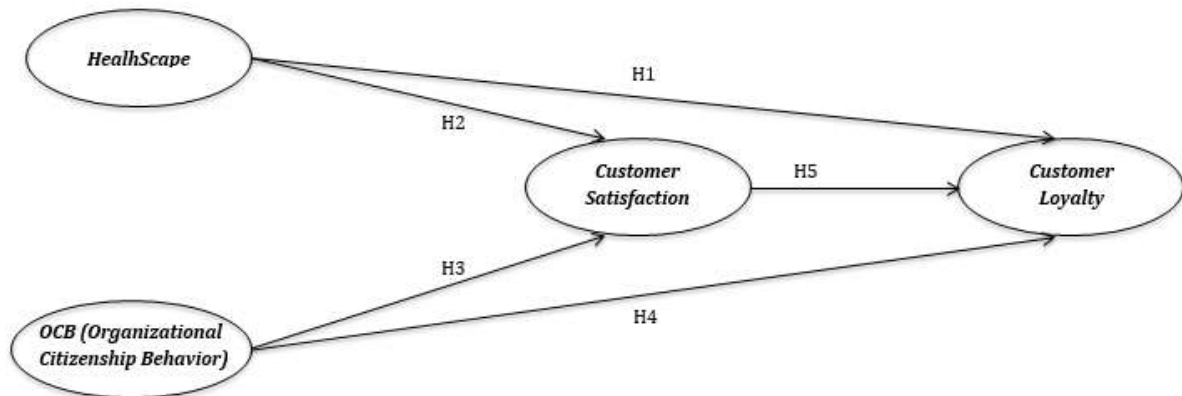 HealhScape
H1
H2
Customer
Satisfaction
H5
Customer
Loyalty
H3
H4
OCB (Organizational
Citizenship Behavior)